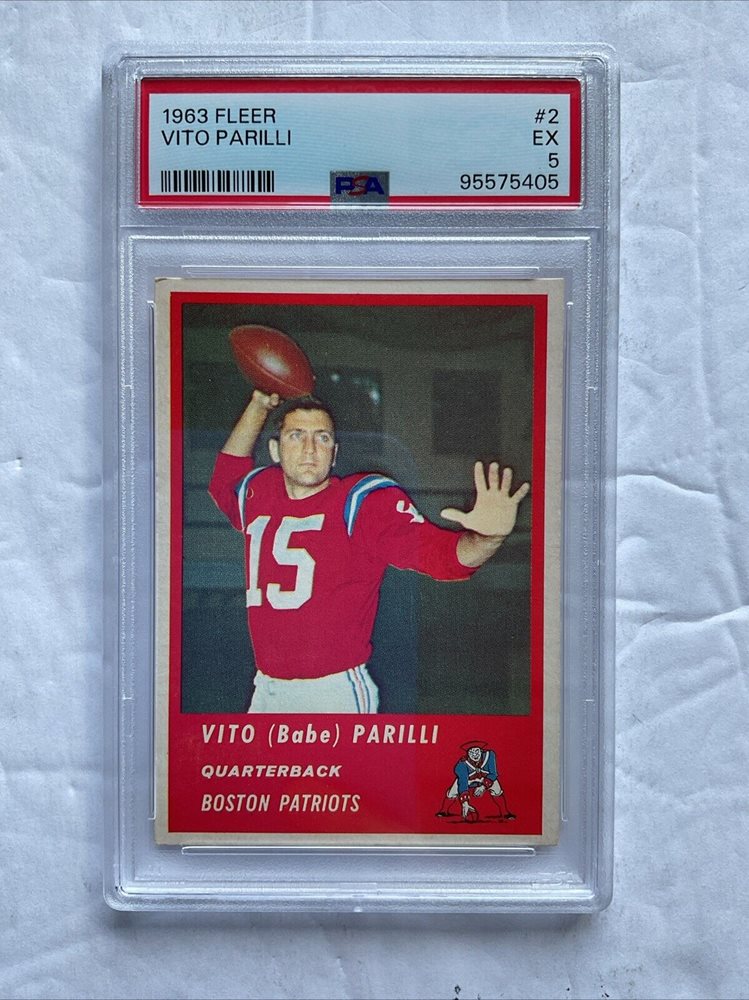 1963 FLEER #2
VITO PARILLI EX
5
PSA 95575405
15
VITO (Babe) PARILLI
QUARTERBACK
BOSTON PATRIOTS